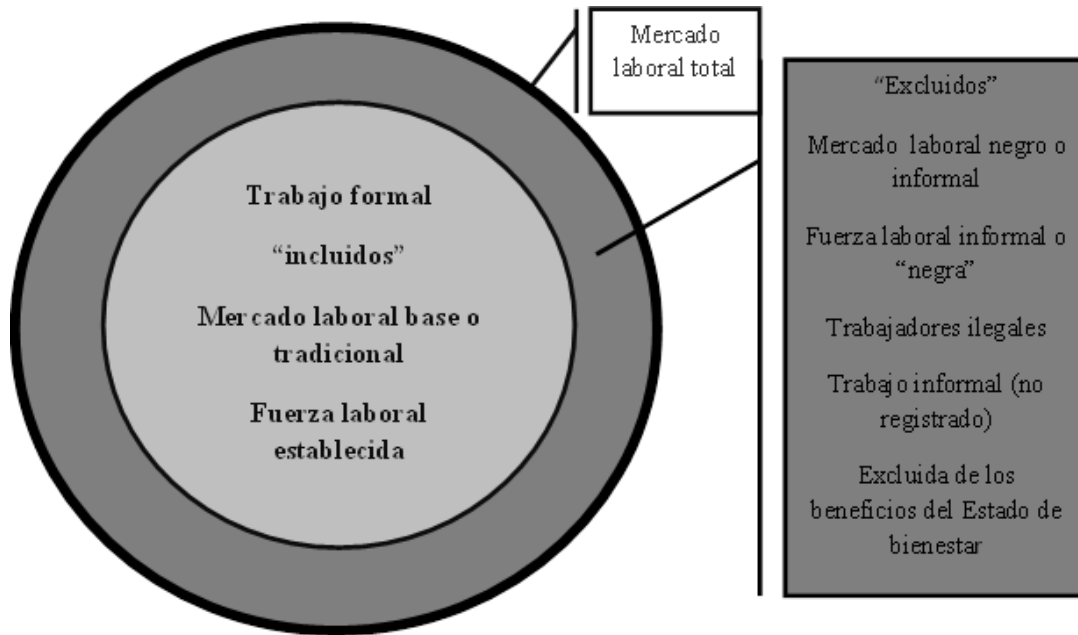 Mercado
laboral total
Trabajo formal
“incluidos”
Mercado laboral base o
tradicional
Fuerza laboral
establecida
“Excluidos”
Mercado laboral negro o
informal
Fuerza laboral informal o
“negra”
Trabajadores ilegales
Trabajo informal (no
registrado)
Excluida de los
beneficios del Estado de
bienestar